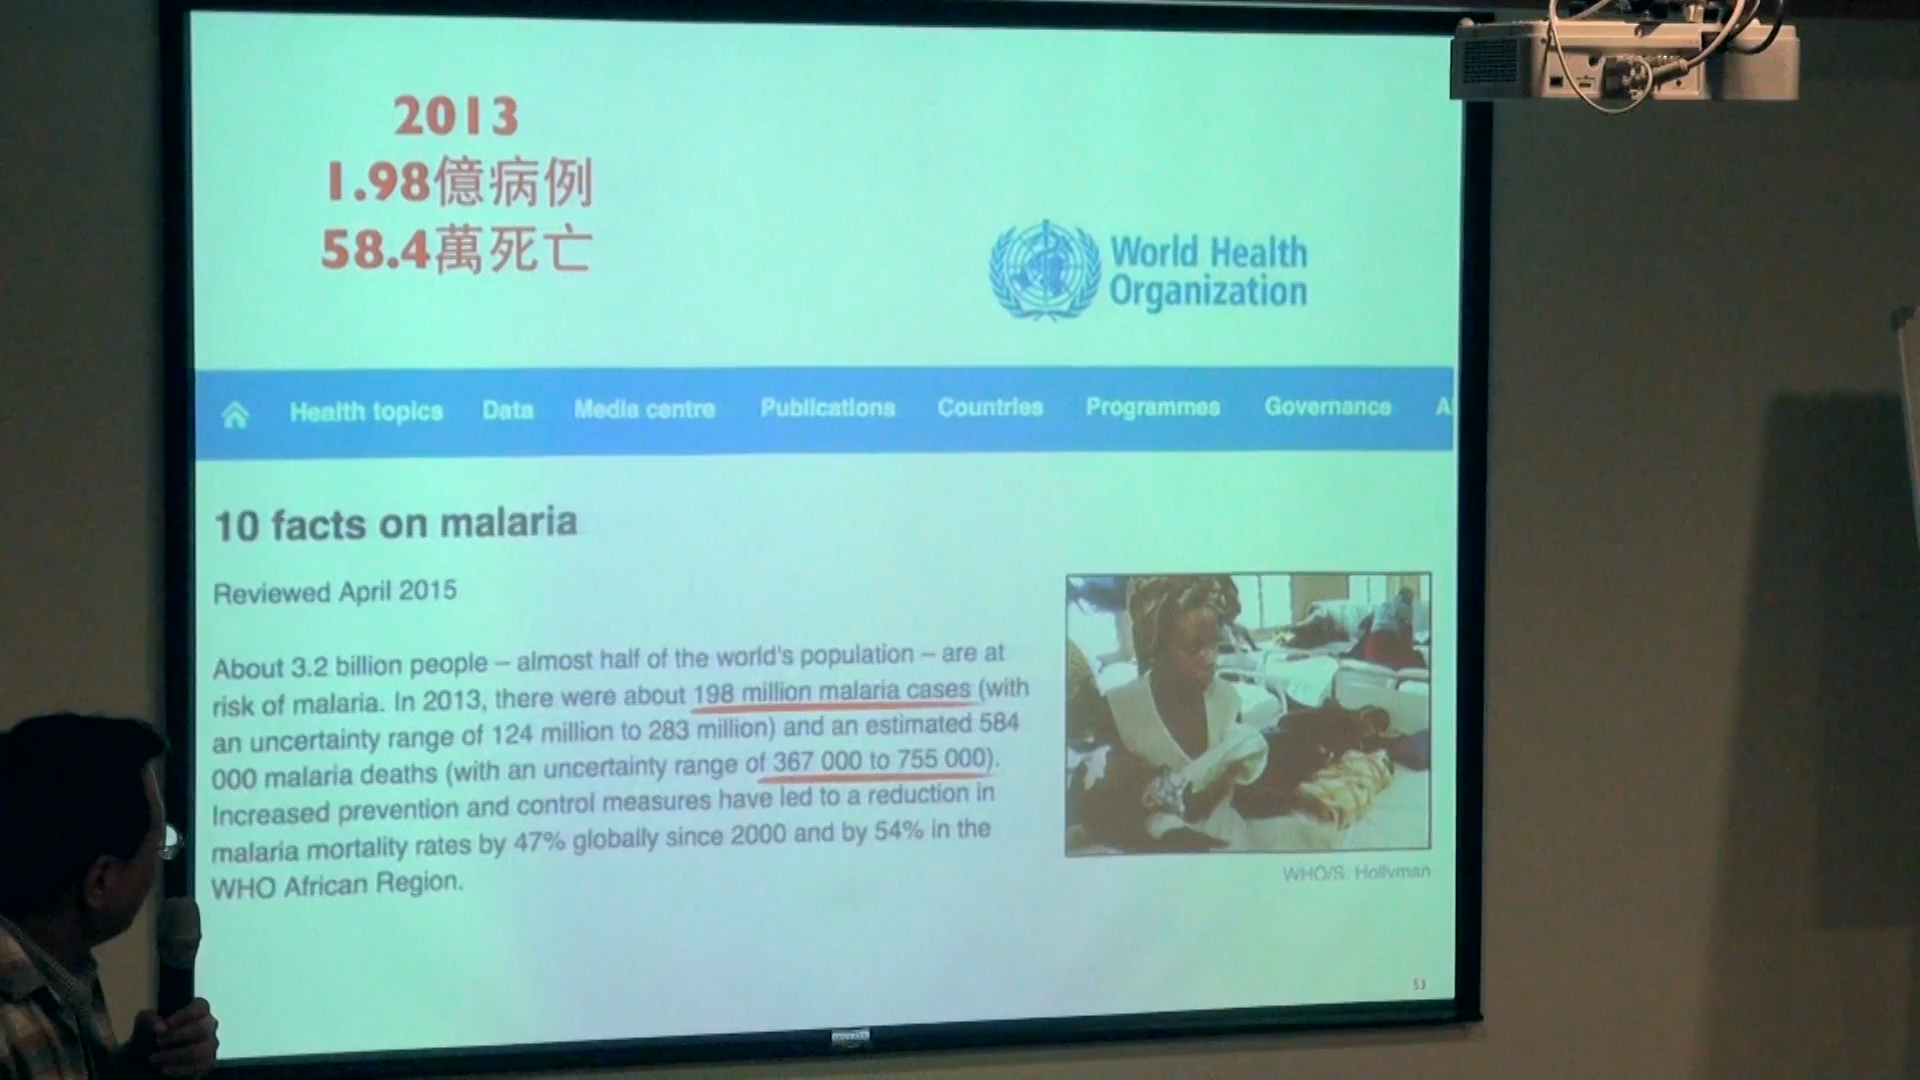 2013
1.98億病例
58.4萬死亡
World Health
Organization
Health topics Data Media centre Publications Countries Programmes Governance
10 facts on malaria
Reviewed April 2015
About 3.2 billion people – almost half of the world's population – are at
risk of malaria. In 2013, there were about 198 million malaria cases (with
an uncertainty range of 124 million to 283 million) and an estimated 584
000 malaria deaths (with an uncertainty range of 367 000 to 755 000).
Increased prevention and control measures have led to a reduction in
malaria mortality rates by 47% globally since 2000 and by 54% in the
WHO African Region.
WHO/S. Hollyman
53